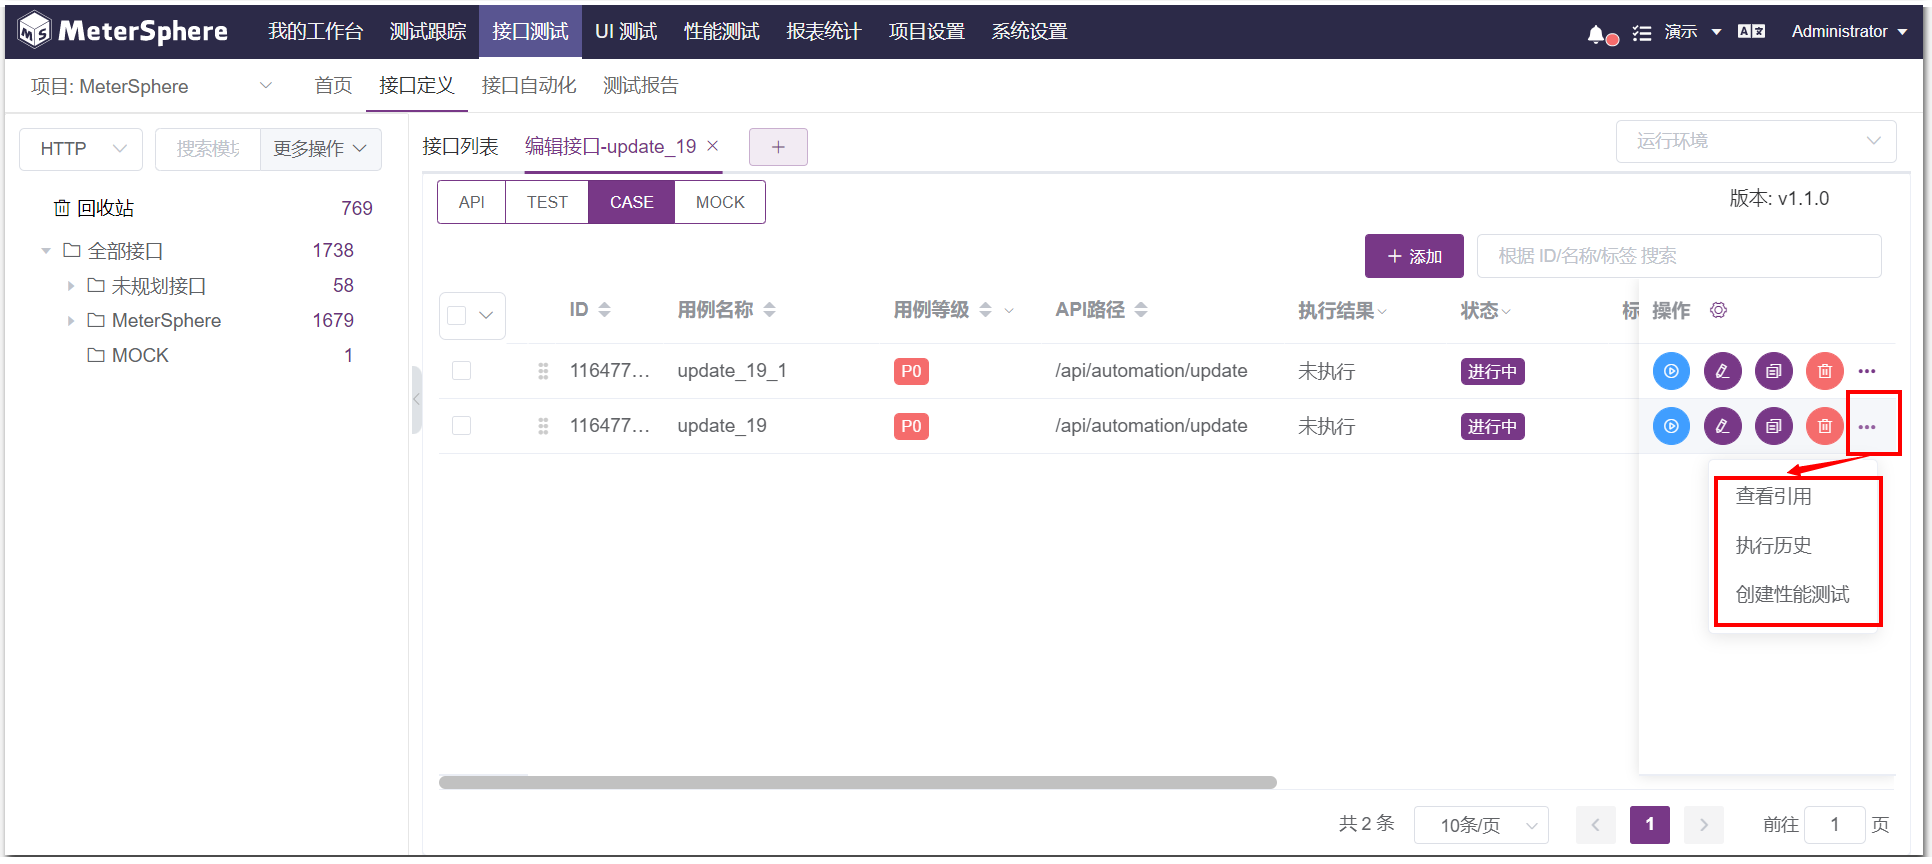 MeterSphere 我的工作台 测试跟踪 接口测试 UI 测试 性能测试 报表统计 项目设置 系统设置 演示 Administrator
项目: MeterSphere 首页 接口定义 接口自动化 测试报告
接口列表 编辑接口-update_19 运行环境
HTTP 搜索模块 更多操作
API TEST CASE MOCK 版本: v1.1.0
回收站 769
全部接口 1738
未规划接口 58
MeterSphere 1679
MOCK 1
添加 根据 ID/名称/标签 搜索
ID 用例名称 用例等级 API路径 执行结果 状态 标 操作
116477... update_19_1 P0 /api/automation/update 未执行 进行中
116477... update_19 P0 /api/automation/update 未执行 进行中
查看引用
执行历史
创建性能测试
共 2 条 10条/页 1 前往 1 页